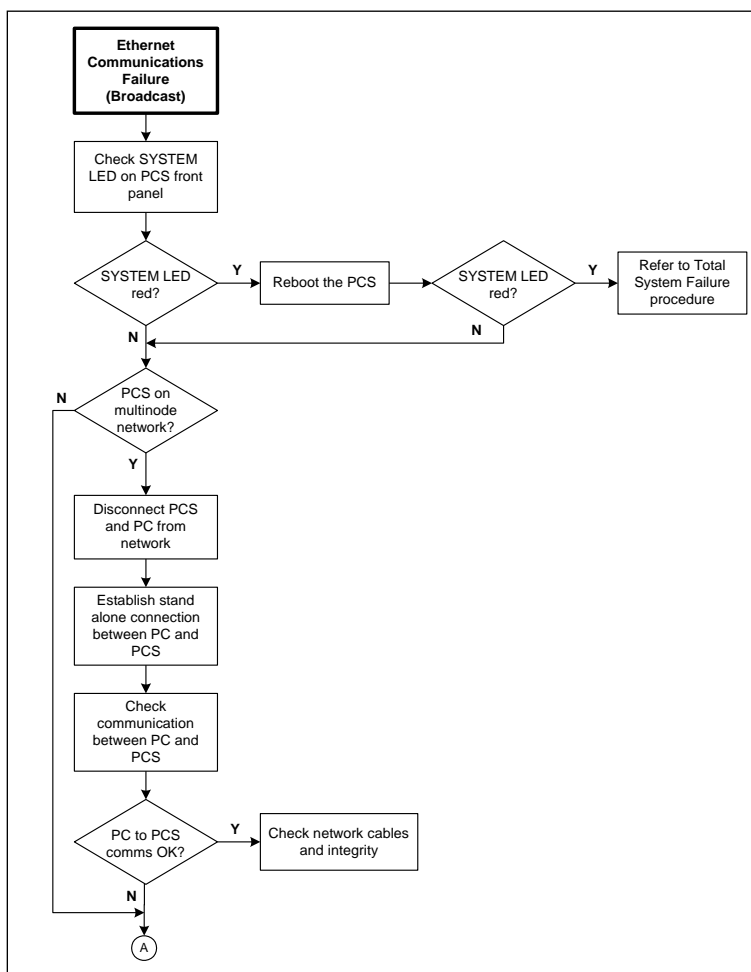 Ethernet
Communications
Failure
(Broadcast)
Check SYSTEM
LED on PCS front
panel
SYSTEM LED
red?
Y
Reboot the PCS
SYSTEM LED
red?
Y
Refer to Total
System Failure
procedure
N
N
PCS on
multinode
network?
N
Y
Disconnect PCS
and PC from
network
Establish stand
alone connection
between PC and
PCS
Check
communication
between PC and
PCS
PC to PCS
comms OK?
Y
Check network cables
and integrity
N
A